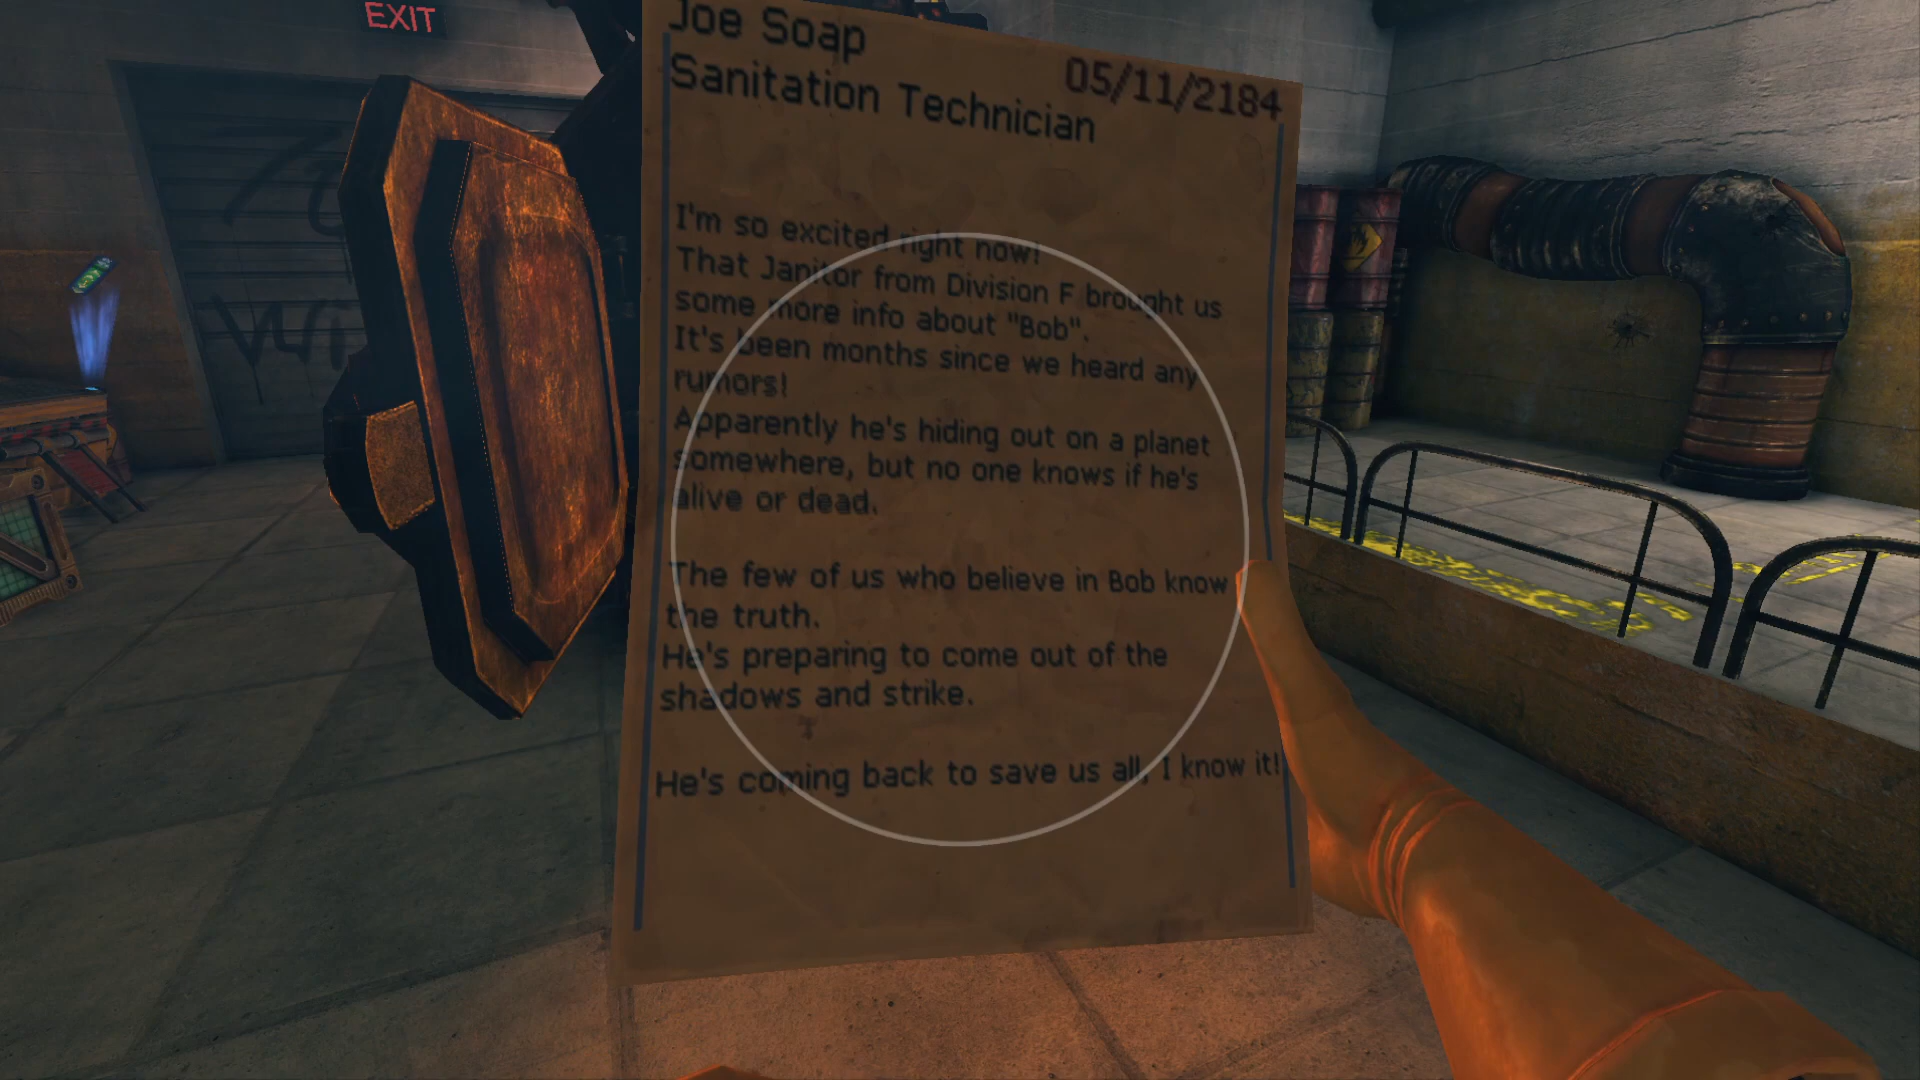 EXIT
Joe Soap
05/11/2184
Sanitation Technician
I'm so excited right now!
That Janitor from Division F brought us
some more info about "Bob".
It's been months since we heard any
rumors!
Apparently he's hiding out on a planet
somewhere, but no one knows if he's
alive or dead.
The few of us who believe in Bob know
the truth.
He's preparing to come out of the
shadows and strike.
He's coming back to save us all, I know it!